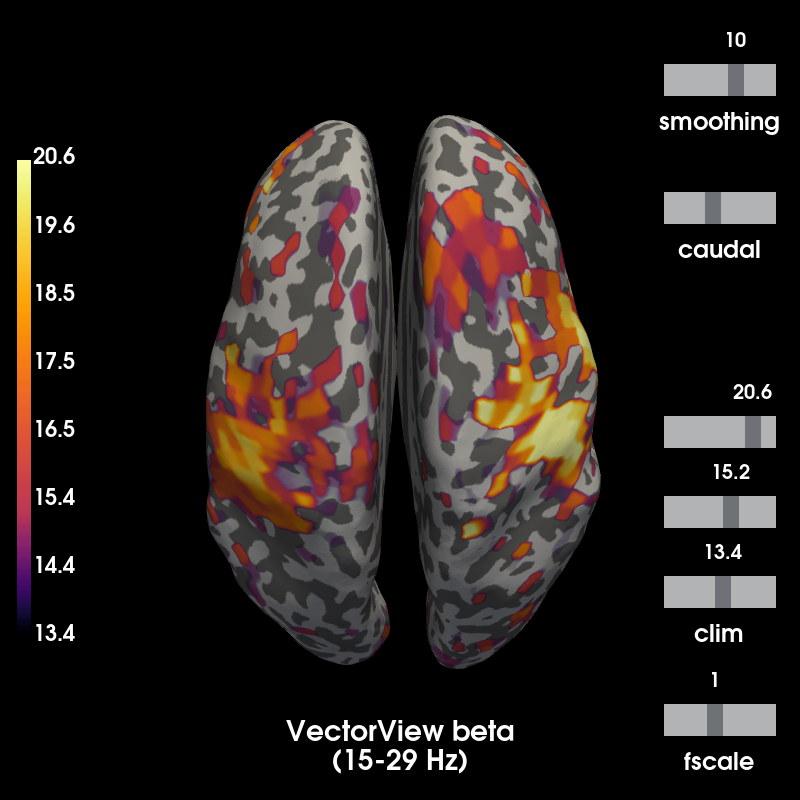 20.6
19.6
18.5
17.5
16.5
15.4
14.4
13.4
10
smoothing
caudal
20.6
15.2
13.4
clim
1
fscale
VectorView beta
(15-29 Hz)